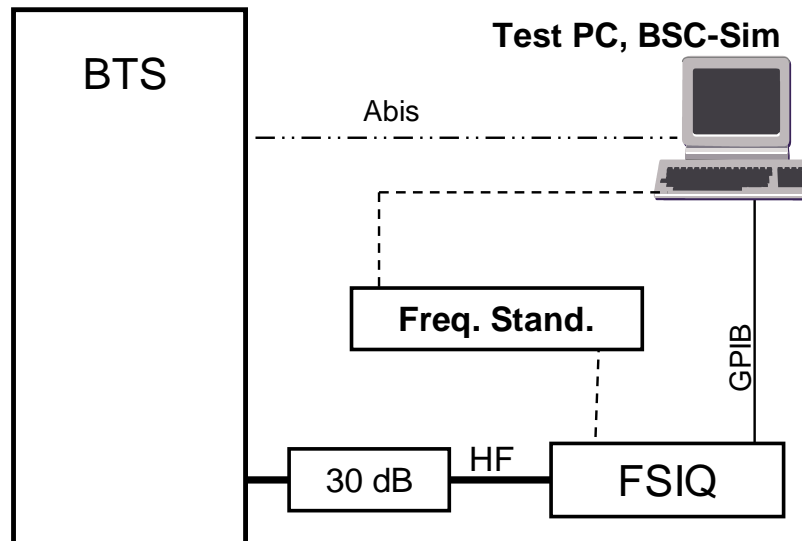 Test PC, BSC-Sim
BTS
Abis
Freq. Stand.
GPIB
HF
30 dB
FSIQ